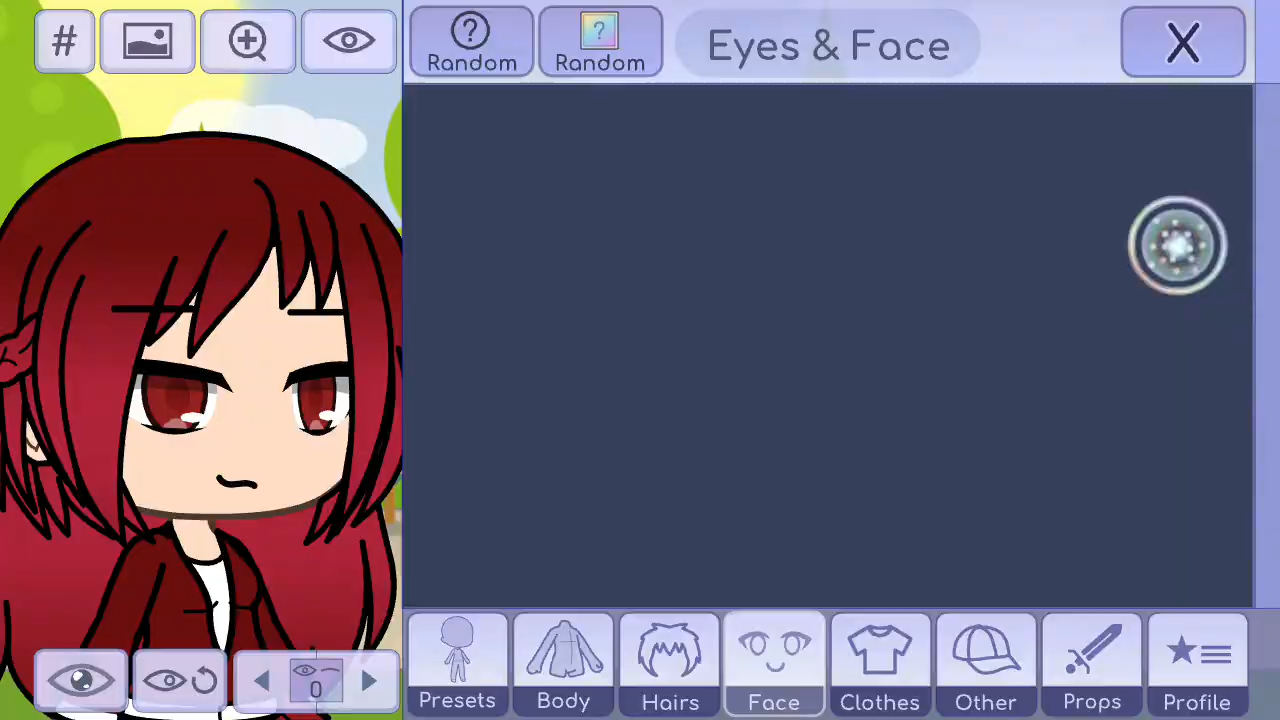 #
? Random
? Random
Eyes & Face
X
0
Presets
Body
Hairs
Face
Clothes
Other
Props
Profile